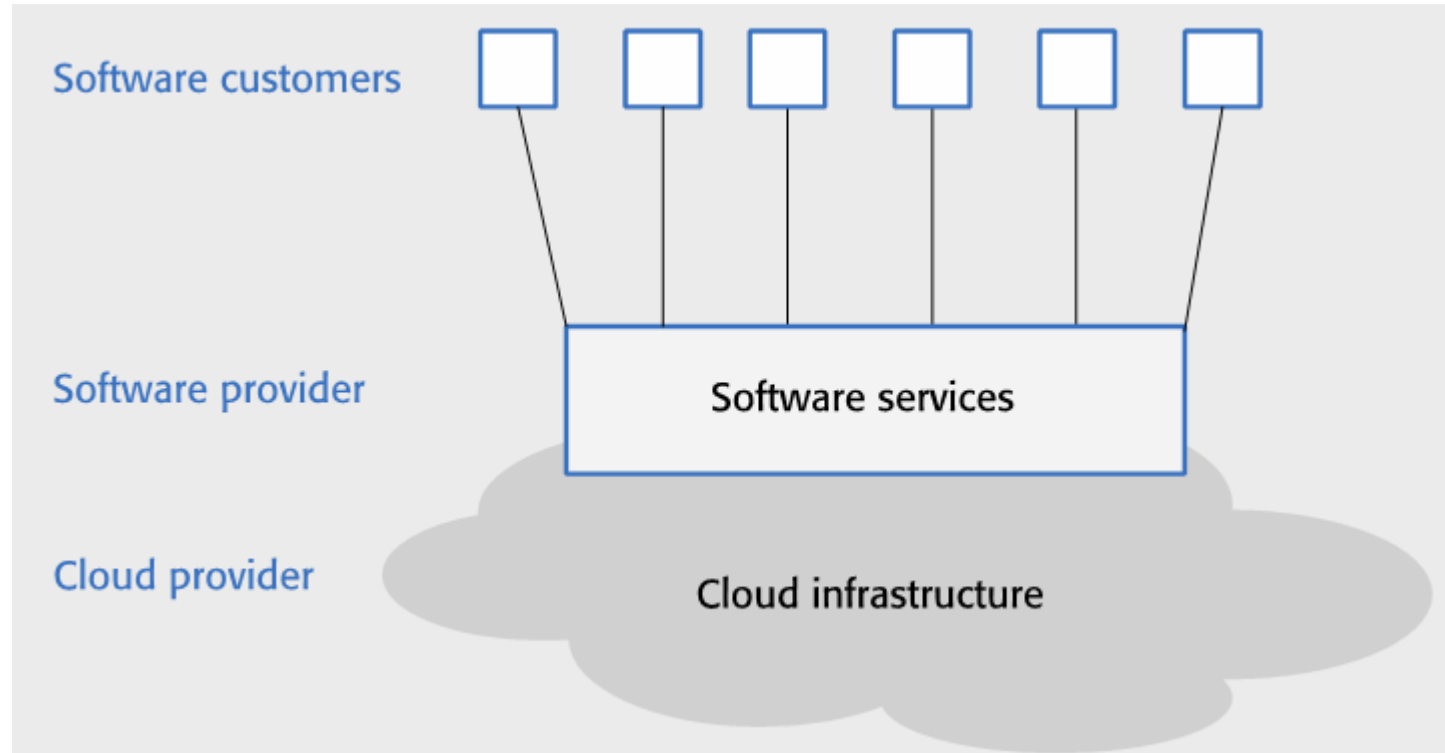 Software customers
Software provider
Software services
Cloud provider
Cloud infrastructure